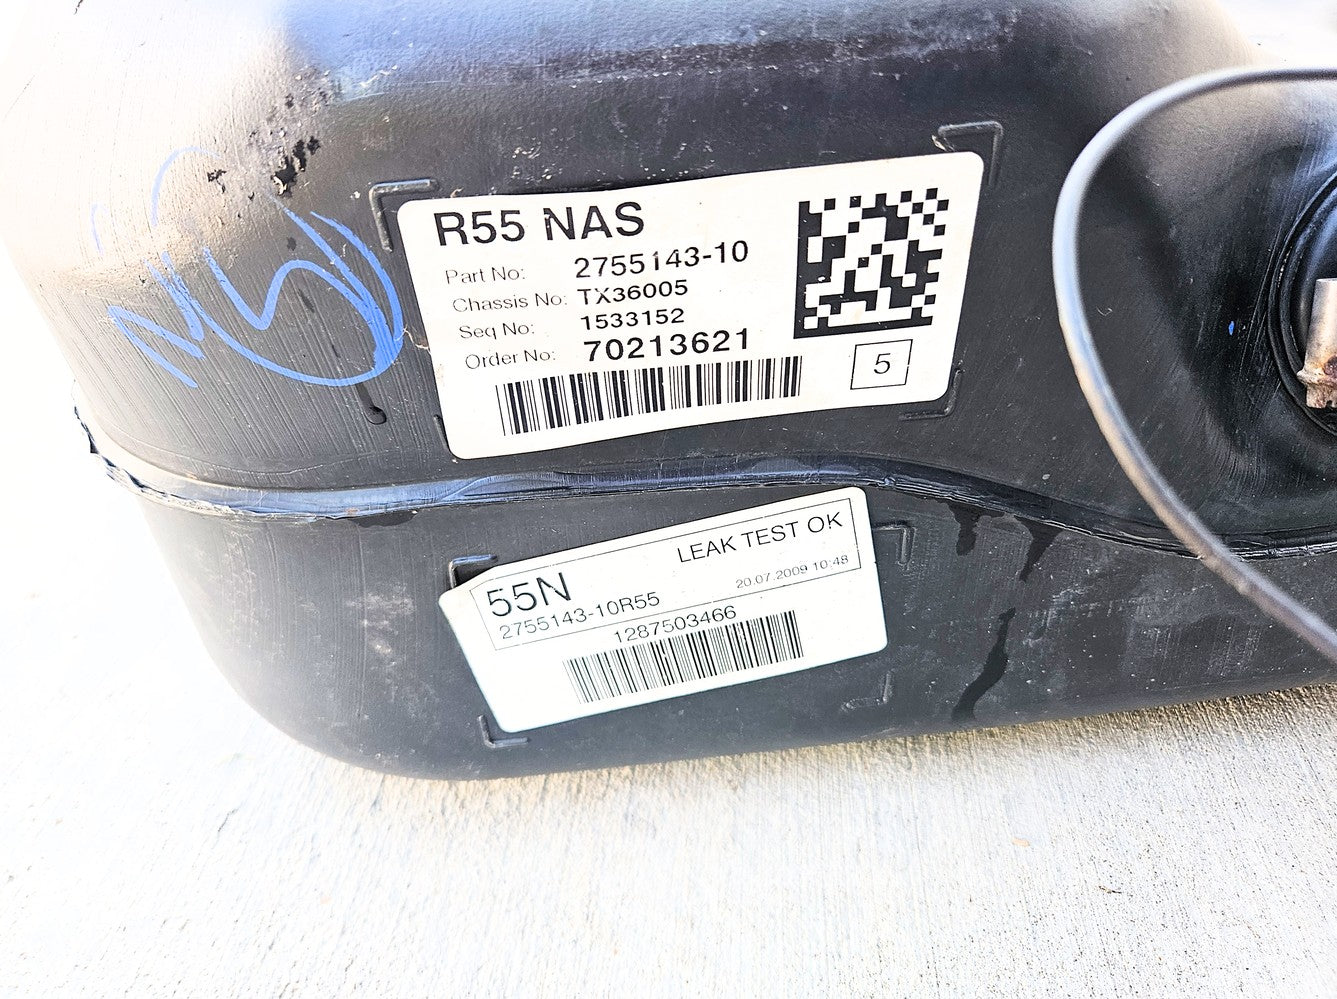 R55 NAS
Part No: 2755143-10
Chassis No: TX36005
Seq No: 1533152
Order No: 70213621
5
LEAK TEST OK
55N
20.07.2009 10:48
2755143-10R55
1287503466